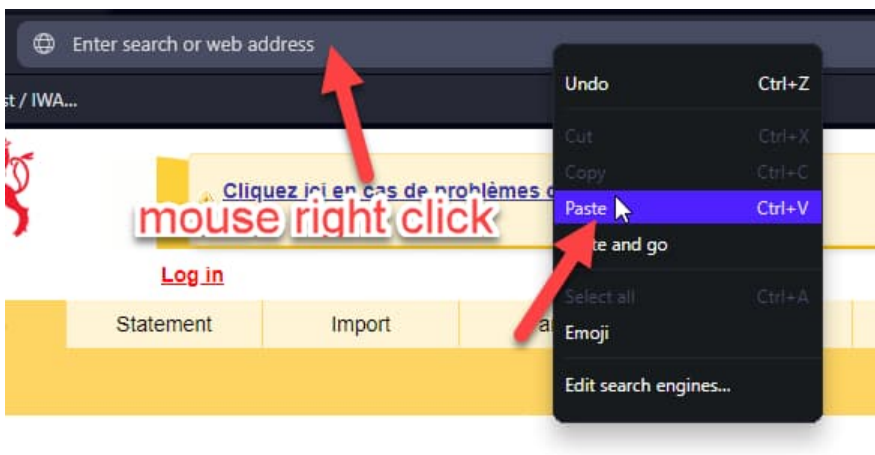 Enter search or web address
st / IWA...
Undo Ctrl+Z
Cut Ctrl+X
Copy Ctrl+C
Paste Ctrl+V
and go
Select all Ctrl+A
Emoji
Edit search engines...
Cliquez ici en cas de problèmes
mouse right click
Log in
Statement Import